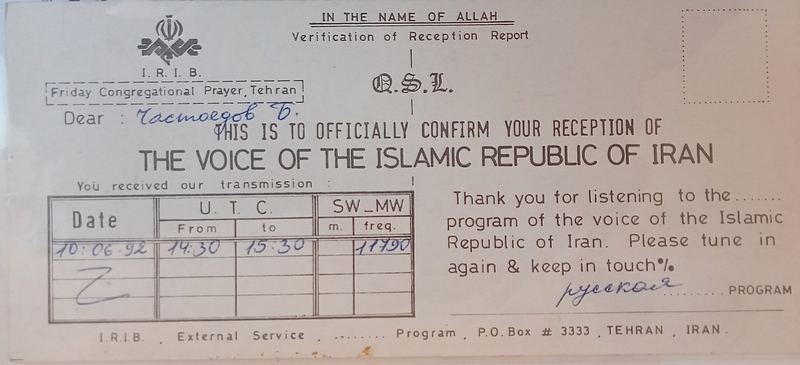 IN THE NAME OF ALLAH
Verification of Reception Report
I. R. I. B.
Q.S.L.
Friday Congregational Prayer, Tehran
Dear : Частоедов Б.
THIS IS TO OFFICIALLY CONFIRM YOUR RECEPTION OF
THE VOICE OF THE ISLAMIC REPUBLIC OF IRAN
You received our transmission :
Date U. T. C. SW_MW
From to m. freq.
10:06.92 14:30 15:30 11790
Thank you for listening to the.......
program of the voice of the Islamic
Republic of Iran. Please tune in
again & keep in touch%
русская ......... PROGRAM
I.R.I.B. , External Service , ........ Program , P.O. Box # 3333 , TEHRAN , IRAN .